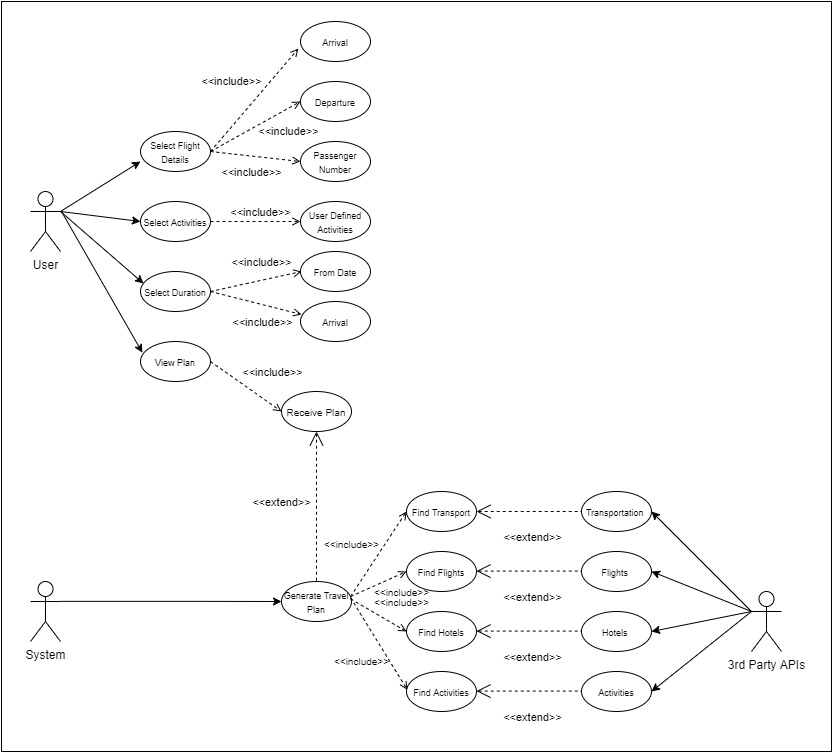 Arrival
<<include>>
Departure
<<include>>
Select Flight
Details
Passenger
Number
<<include>>
User
Select Activities
<<include>>
User Defined
Activities
<<include>>
From Date
Select Duration
<<include>>
Arrival
View Plan
<<include>>
Receive Plan
<<extend>>
Find Transport
Transportation
<<extend>>
<<include>>
Find Flights
Flights
<<include>>
<<include>>
<<extend>>
System
Generate Travel
Plan
Find Hotels
Hotels
<<extend>>
3rd Party APIs
<<include>>
Find Activities
Activities
<<extend>>